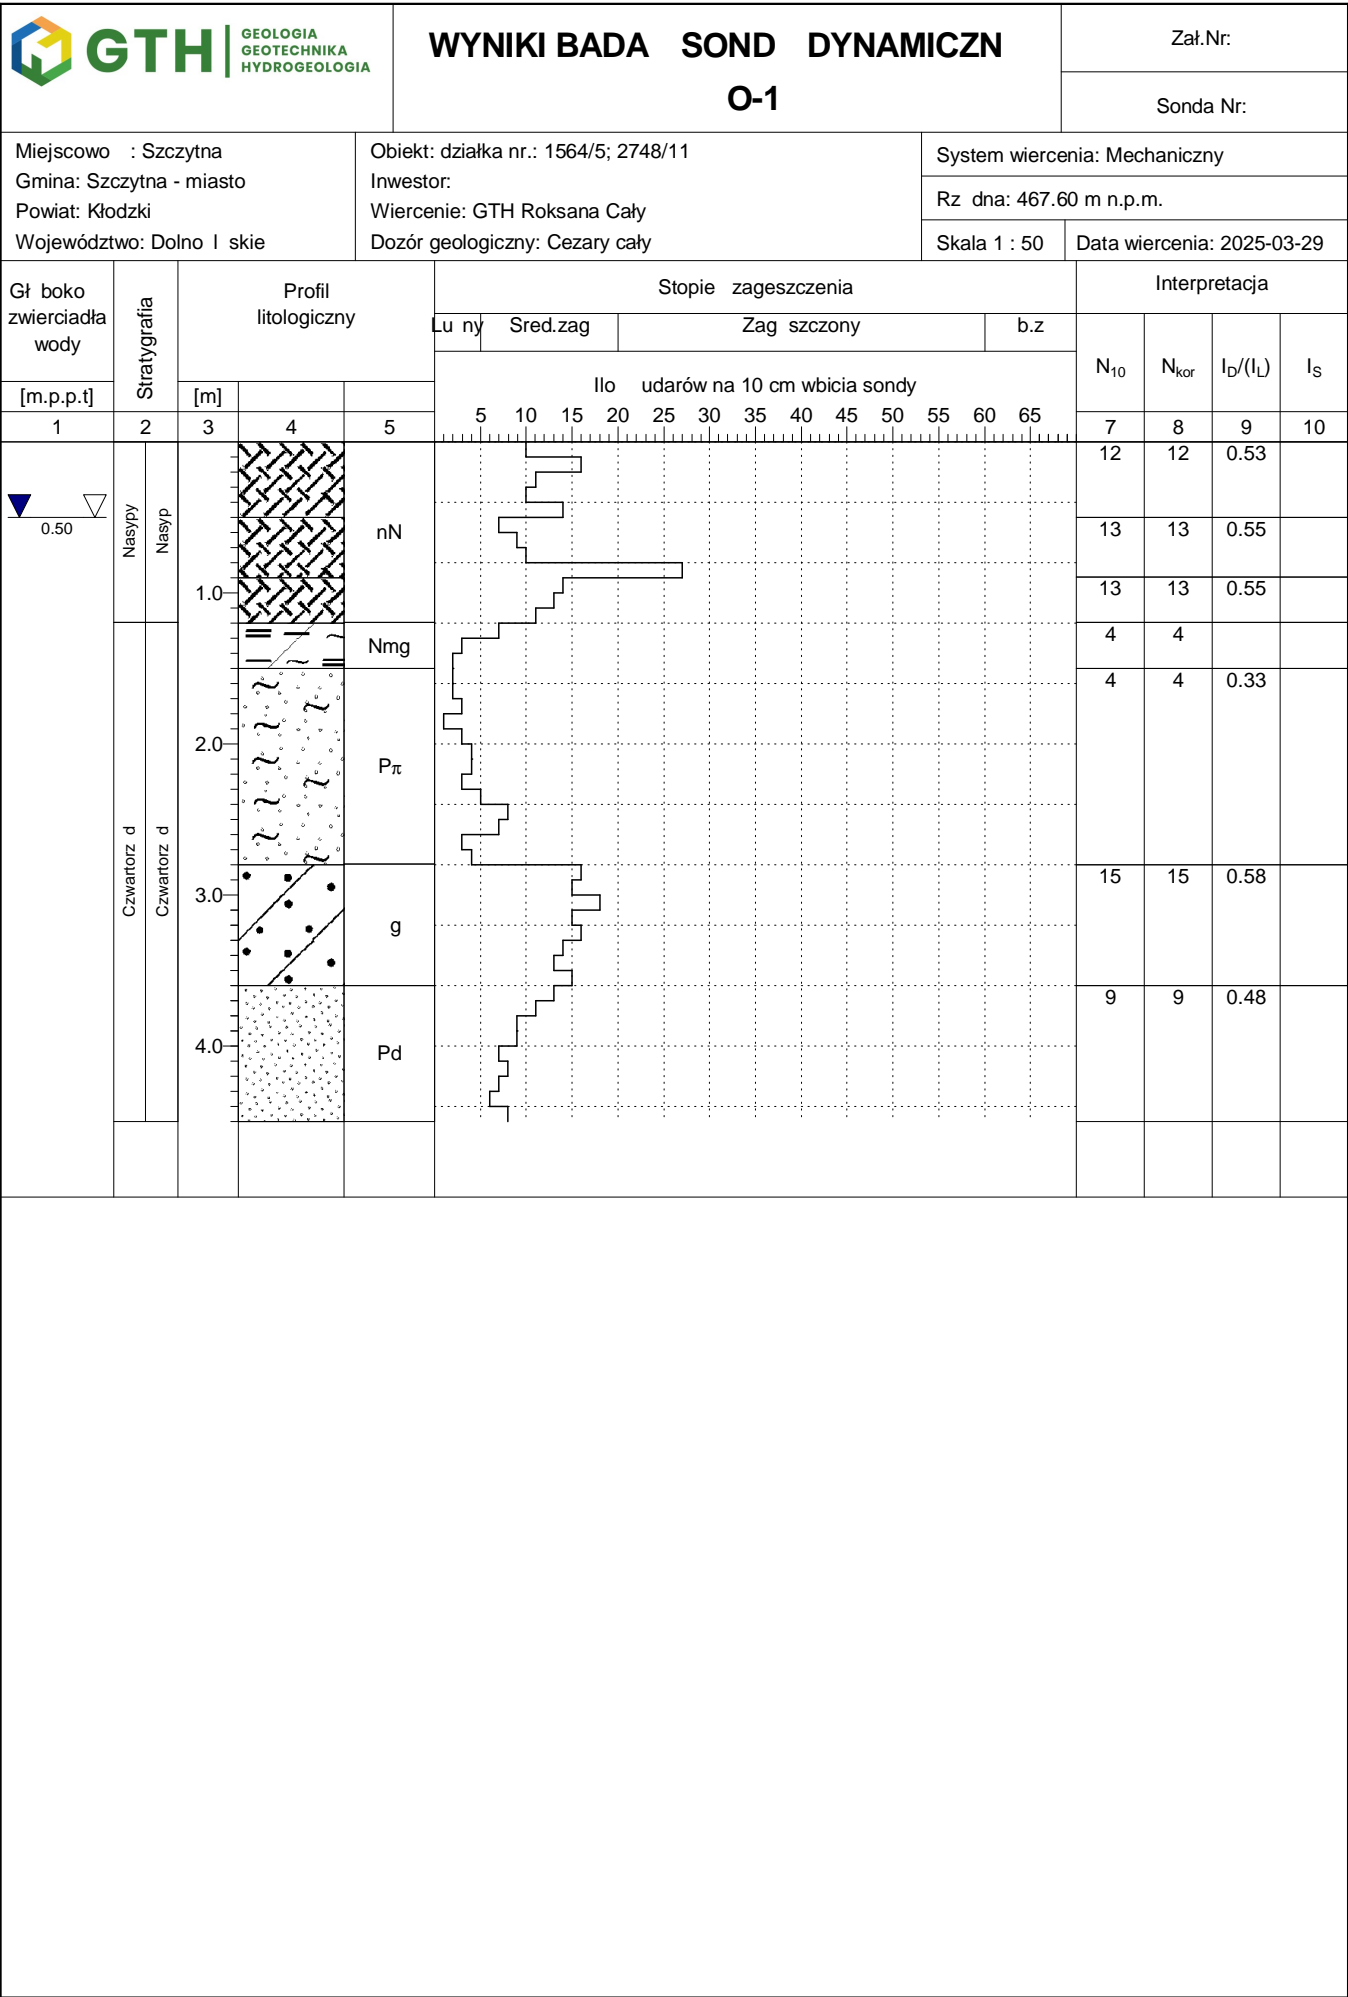 GTH
GEOLOGIA
GEOTECHNIKA
HYDROGEOLOGIA
WYNIKI BADA SOND DYNAMICZN
O-1
Zał.Nr:
Sonda Nr:
Miejscowo : Szczytna
Gmina: Szczytna - miasto
Powiat: Kłodzki
Województwo: Dolno l skie
Obiekt: działka nr.: 1564/5; 2748/11
Inwestor:
Wiercenie: GTH Roksana Cały
Dozór geologiczny: Cezary cały
System wiercenia: Mechaniczny
Rz dna: 467.60 m n.p.m.
Skala 1 : 50
Data wiercenia: 2025-03-29
Gł boko
zwierciadła
wody
[m.p.p.t]
Stratygrafia
Profil
litologiczny
[m]
Stopie zageszczenia
Lu ny
Sred.zag
Zag szczony
b.z
Ilo udarów na 10 cm wbicia sondy
5 10 15 20 25 30 35 40 45 50 55 60 65
Interpretacja
N10
Nkor
ID/(IL)
IS
1 2 3 4 5 7 8 9 10
0.50
Nasypy
Nasyp
Czwartorz d
Czwartorz d
1.0
2.0
3.0
4.0
nN
Nmg
Pπ
g
Pd
12 12 0.53
13 13 0.55
13 13 0.55
4 4
4 4 0.33
15 15 0.58
9 9 0.48